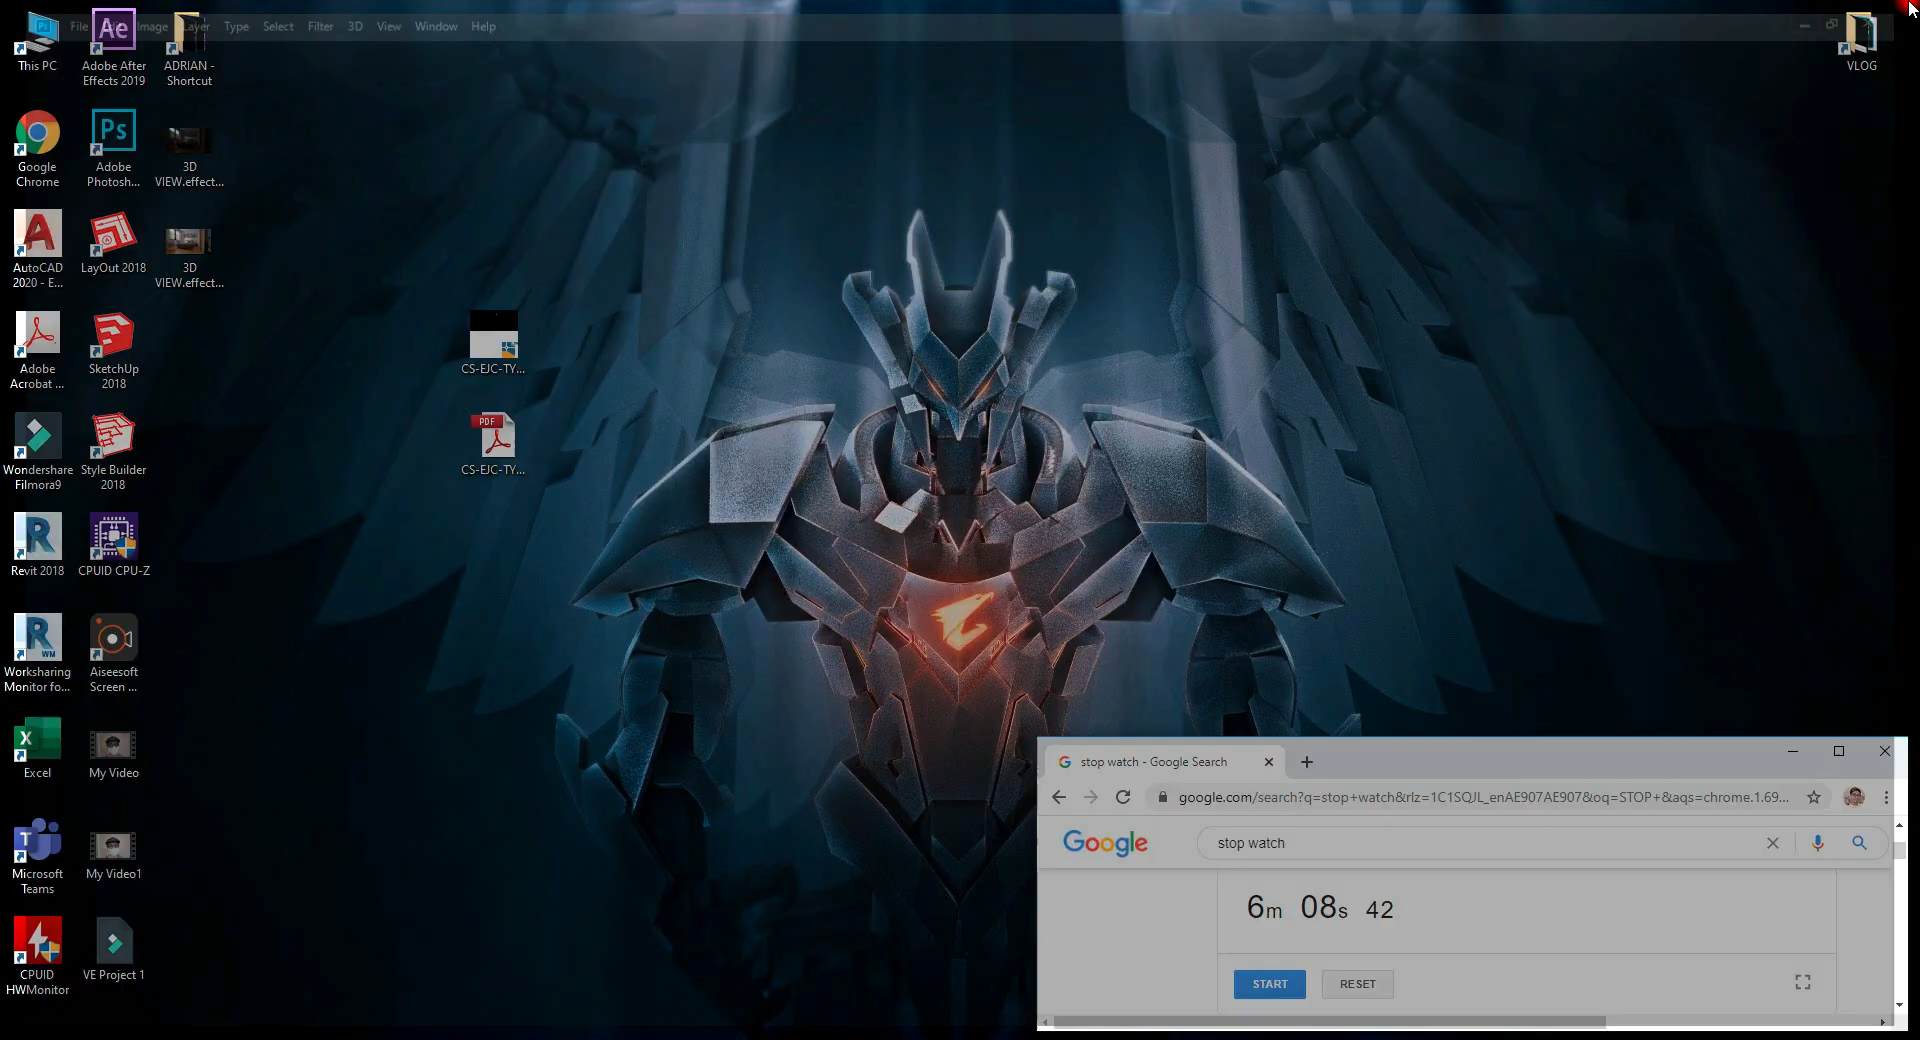 File Edit Image Layer Type Select Filter 3D View Window Help
This PC
Ae
Adobe After
Effects 2019
ADRIAN -
Shortcut
VLOG
Google
Chrome
Ps
Adobe
Photosh...
3D
VIEW.effect...
AutoCAD
2020 - E...
LayOut 2018
3D
VIEW.effect...
Adobe
Acrobat ...
SketchUp
2018
CS-EJC-TY...
Wondershare
Filmora9
Style Builder
2018
PDF
CS-EJC-TY...
Revit 2018
CPUID CPU-Z
WM
Worksharing
Monitor fo...
Aiseesoft
Screen ...
Excel
My Video
Microsoft
Teams
My Video1
CPUID
HWMonitor
VE Project 1
stop watch - Google Search
google.com/search?q=stop+watch&rlz=1C1SQJL_enAE907AE907&oq=STOP+&aqs=chrome.1.69...
Google
stop watch
6m 08s 42
START
RESET